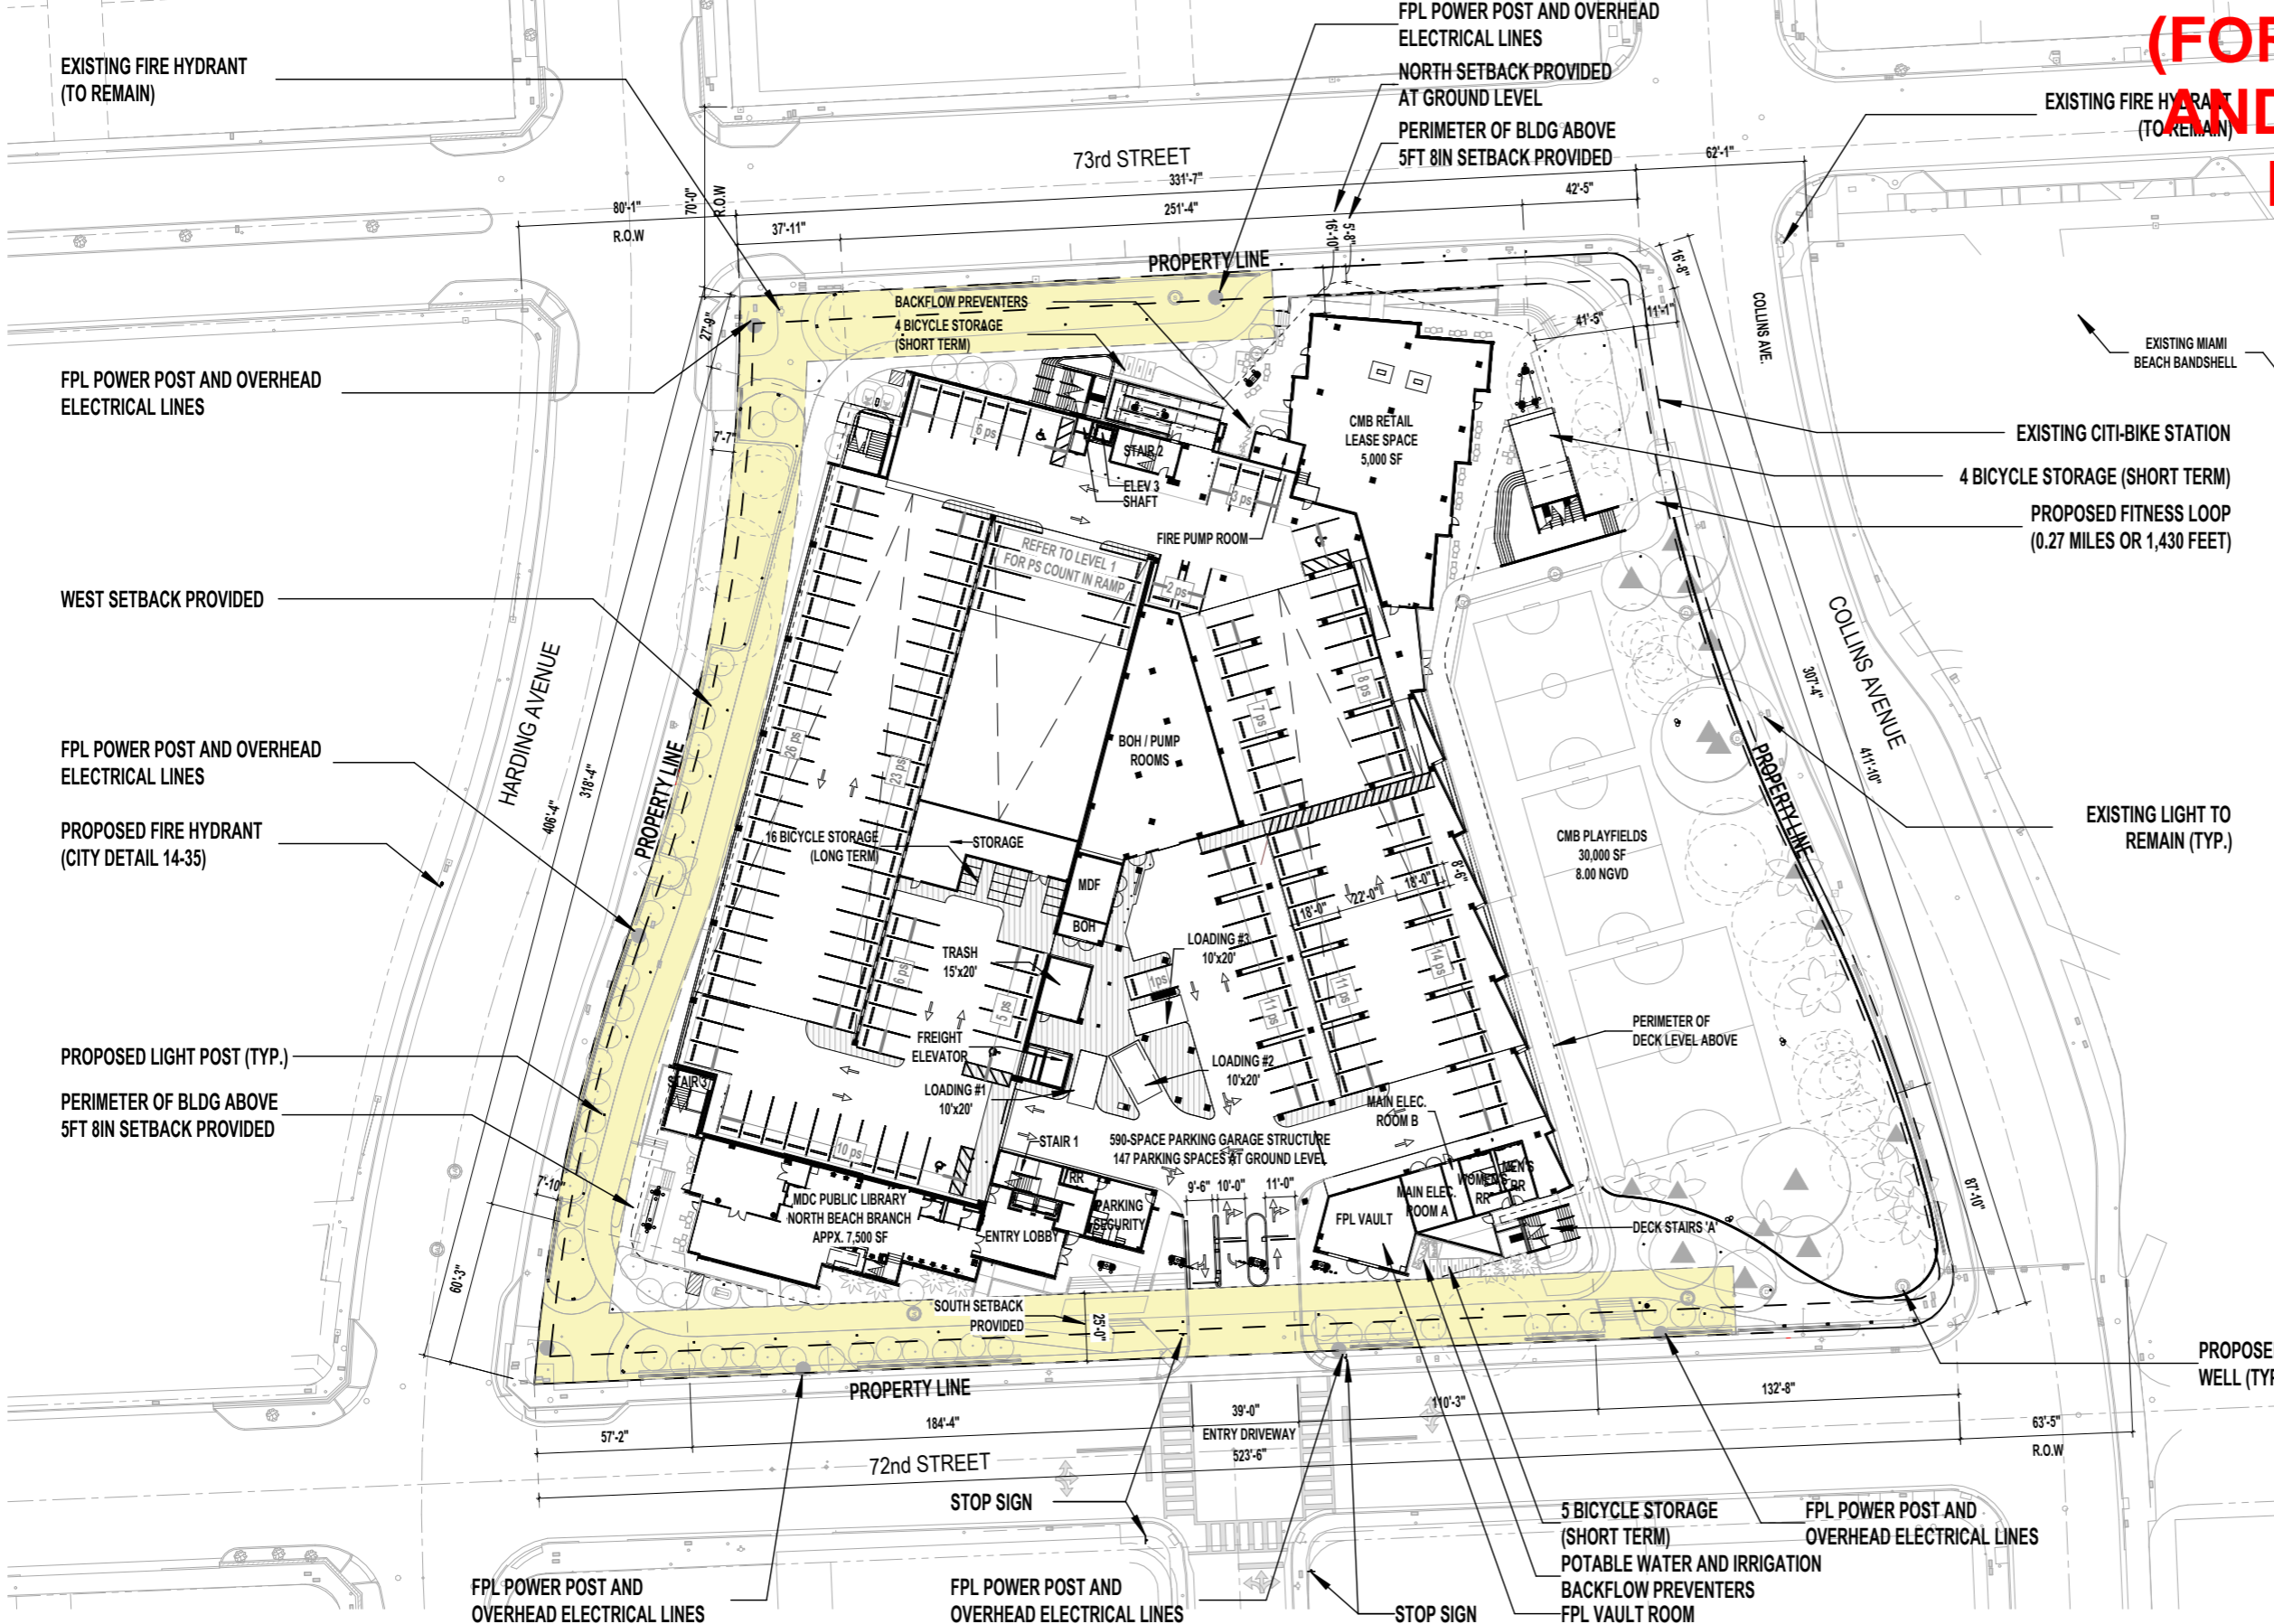 FPL POWER POST AND OVERHEAD
ELECTRICAL LINES
NORTH SETBACK PROVIDED
AT GROUND LEVEL
PERIMETER OF BLDG ABOVE
5FT 8IN SETBACK PROVIDED
(FOR
AND
EXISTING FIRE HYDRANT
(TO REMAIN)
EXISTING FIRE HYDRANT
(TO REMAIN)
73rd STREET
331'-7"
62'-1"
80'-1"
R.O.W
70'-0"
R.O.W
251'-4"
42'-5"
37'-11"
16'-10"
5'-8"
PROPERTY LINE
16'-8"
11'-1"
41'-5"
COLLINS AVE.
EXISTING MIAMI
BEACH BANDSHELL
27'-9"
BACKFLOW PREVENTERS
4 BICYCLE STORAGE
(SHORT TERM)
FPL POWER POST AND OVERHEAD
ELECTRICAL LINES
7'-7"
6 ps
STAIR 2
ELEV 3
SHAFT
3 ps
CMB RETAIL
LEASE SPACE
5,000 SF
EXISTING CITI-BIKE STATION
4 BICYCLE STORAGE (SHORT TERM)
PROPOSED FITNESS LOOP
(0.27 MILES OR 1,430 FEET)
FIRE PUMP ROOM
REFER TO LEVEL 1
FOR PS COUNT IN RAMP
2 ps
WEST SETBACK PROVIDED
HARDING AVENUE
COLLINS AVENUE
307'-4"
411'-10"
8 ps
7 ps
FPL POWER POST AND OVERHEAD
ELECTRICAL LINES
PROPERTY LINE
318'-4"
406'-4"
26 ps
23 ps
BOH / PUMP
ROOMS
PROPERTY LINE
EXISTING LIGHT TO
REMAIN (TYP.)
PROPOSED FIRE HYDRANT
(CITY DETAIL 14-35)
16 BICYCLE STORAGE
(LONG TERM)
STORAGE
CMB PLAYFIELDS
30,000 SF
8.00 NGVD
MDF
BOH
18'-0"
22'-0"
18'-0"
8'-6"
TRASH
15'x20'
LOADING #3
10'x20'
1ps
6 ps
5 ps
11 ps
11 ps
14 ps
PERIMETER OF
DECK LEVEL ABOVE
FREIGHT
ELEVATOR
LOADING #2
10'x20'
LOADING #1
10'x20'
PROPOSED LIGHT POST (TYP.)
PERIMETER OF BLDG ABOVE
5FT 8IN SETBACK PROVIDED
STAIR 3
10 ps
STAIR 1
590-SPACE PARKING GARAGE STRUCTURE
147 PARKING SPACES AT GROUND LEVEL
MAIN ELEC.
ROOM B
7'-10"
MDC PUBLIC LIBRARY
NORTH BEACH BRANCH
APPX. 7,500 SF
RR
PARKING
SECURITY
ENTRY LOBBY
9'-6"
10'-0"
11'-0"
FPL VAULT
MAIN ELEC.
ROOM A
WOMEN'S
RR
MEN'S
RR
DECK STAIRS 'A'
87'-10"
60'-3"
SOUTH SETBACK
PROVIDED
25'-0"
PROPERTY LINE
PROPOSE
WELL (TYP
57'-2"
184'-4"
39'-0"
ENTRY DRIVEWAY
523'-6"
110'-3"
132'-8"
63'-5"
R.O.W
72nd STREET
STOP SIGN
5 BICYCLE STORAGE
(SHORT TERM)
POTABLE WATER AND IRRIGATION
BACKFLOW PREVENTERS
FPL VAULT ROOM
FPL POWER POST AND
OVERHEAD ELECTRICAL LINES
FPL POWER POST AND
OVERHEAD ELECTRICAL LINES
FPL POWER POST AND
OVERHEAD ELECTRICAL LINES
STOP SIGN